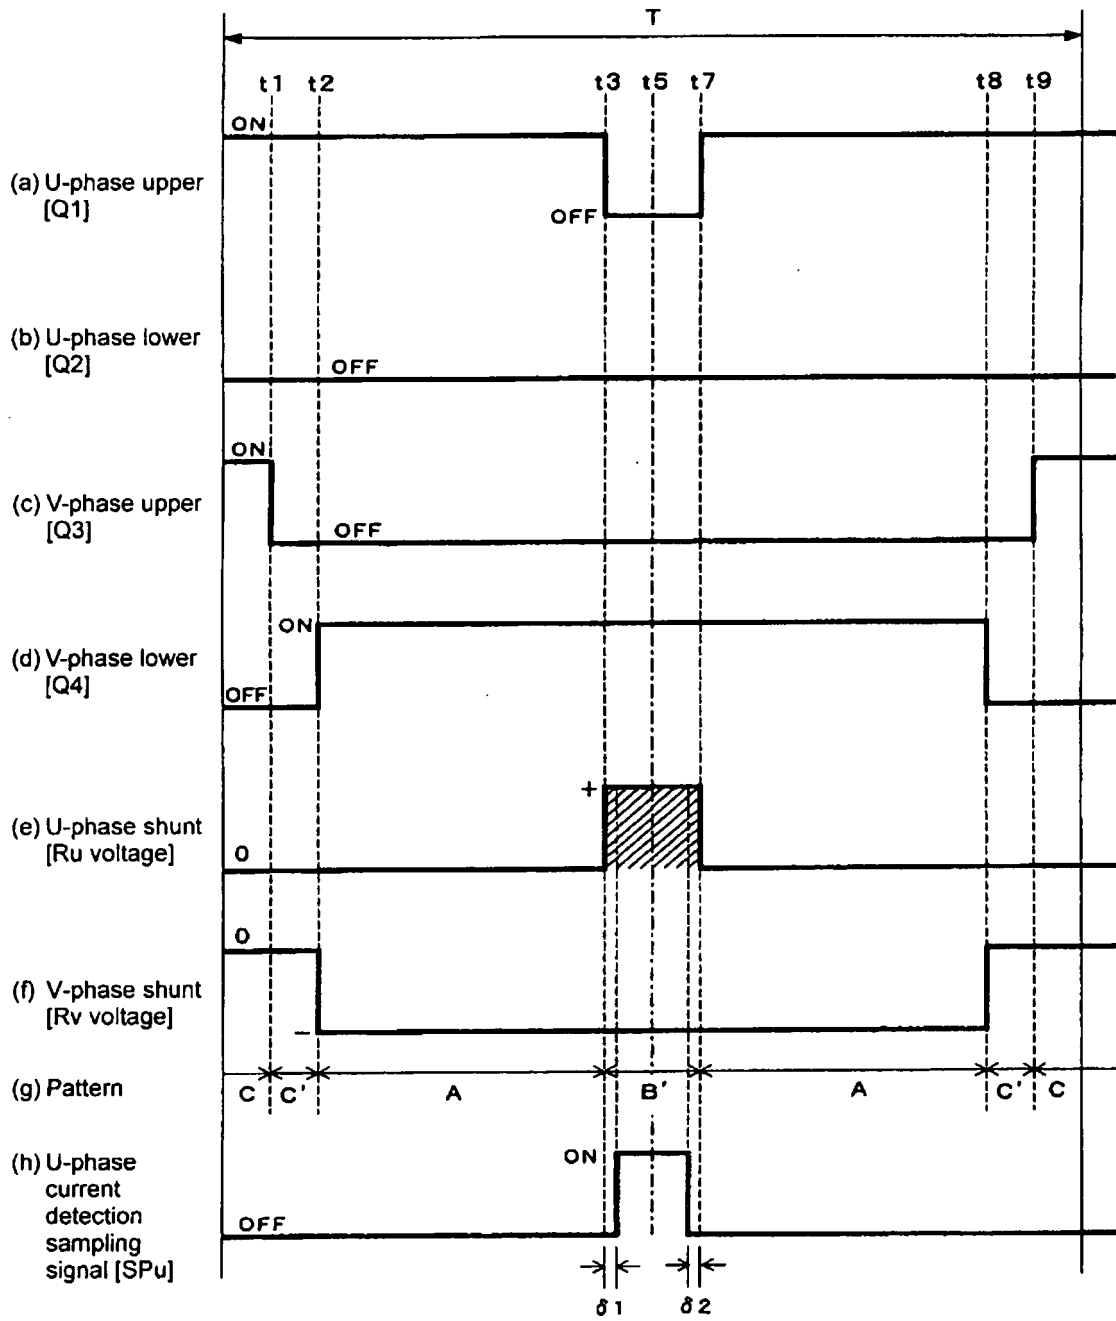 T
t1 t2 t3 t5 t7 t8 t9
ON
(a) U-phase upper
[Q1]
OFF
(b) U-phase lower
[Q2]
OFF
ON
(c) V-phase upper
[Q3]
OFF
ON
(d) V-phase lower
[Q4]
OFF
+
(e) U-phase shunt
[Ru voltage]
0
0
(f) V-phase shunt
[Rv voltage]
−
(g) Pattern
C C' A B' A C' C
(h) U-phase
current
detection
sampling
signal [SPu]
ON
OFF
δ1 δ2